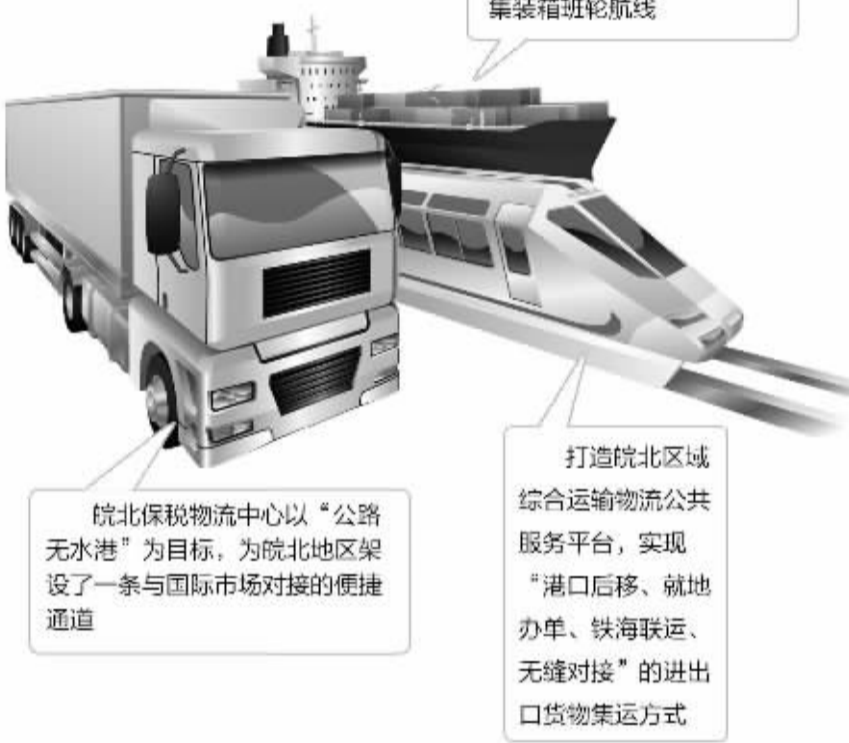 集装箱班轮航线
皖北保税物流中心以“公路
无水港”为目标，为皖北地区架
设了一条与国际市场对接的便捷
通道
打造皖北区域
综合运输物流公共
服务平台，实现
“港口后移、就地
办单、铁海联运、
无缝对接”的进出
口货物集运方式